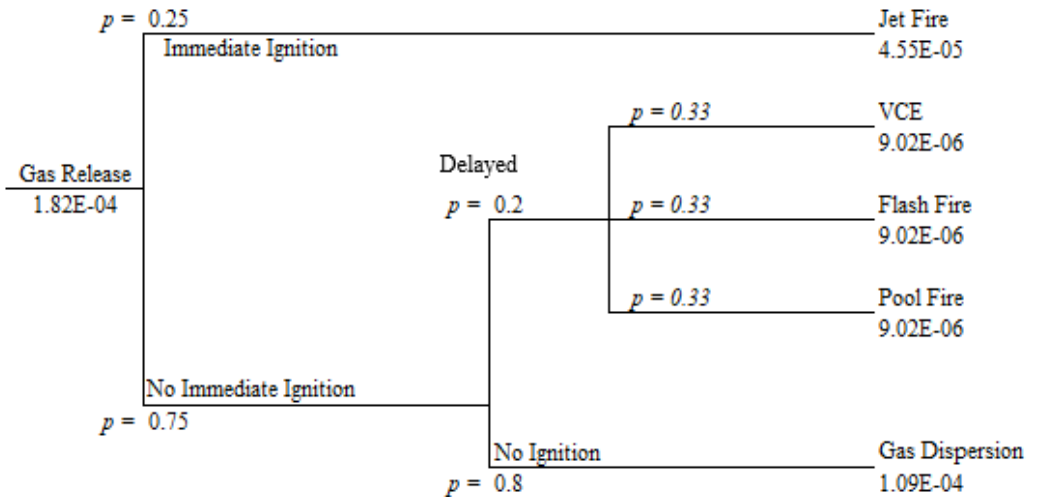 p = 0.25
Immediate Ignition
Jet Fire
4.55E-05
p = 0.33
VCE
9.02E-06
Gas Release
1.82E-04
Delayed
p = 0.2
p = 0.33
Flash Fire
9.02E-06
p = 0.33
Pool Fire
9.02E-06
No Immediate Ignition
p = 0.75
No Ignition
p = 0.8
Gas Dispersion
1.09E-04